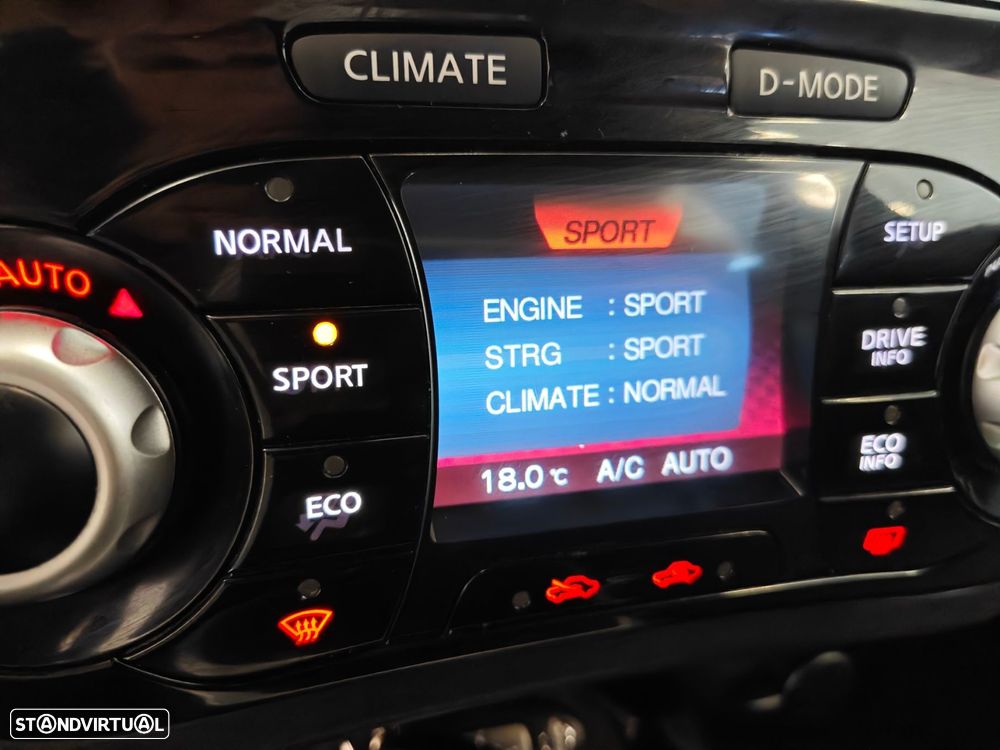 CLIMATE
D-MODE
NORMAL
SETUP
SPORT
AUTO
ENGINE : SPORT
DRIVE
INFO
STRG : SPORT
SPORT
CLIMATE : NORMAL
ECO
INFO
18.0 °C A/C AUTO
ECO
STANDVIRTUAL